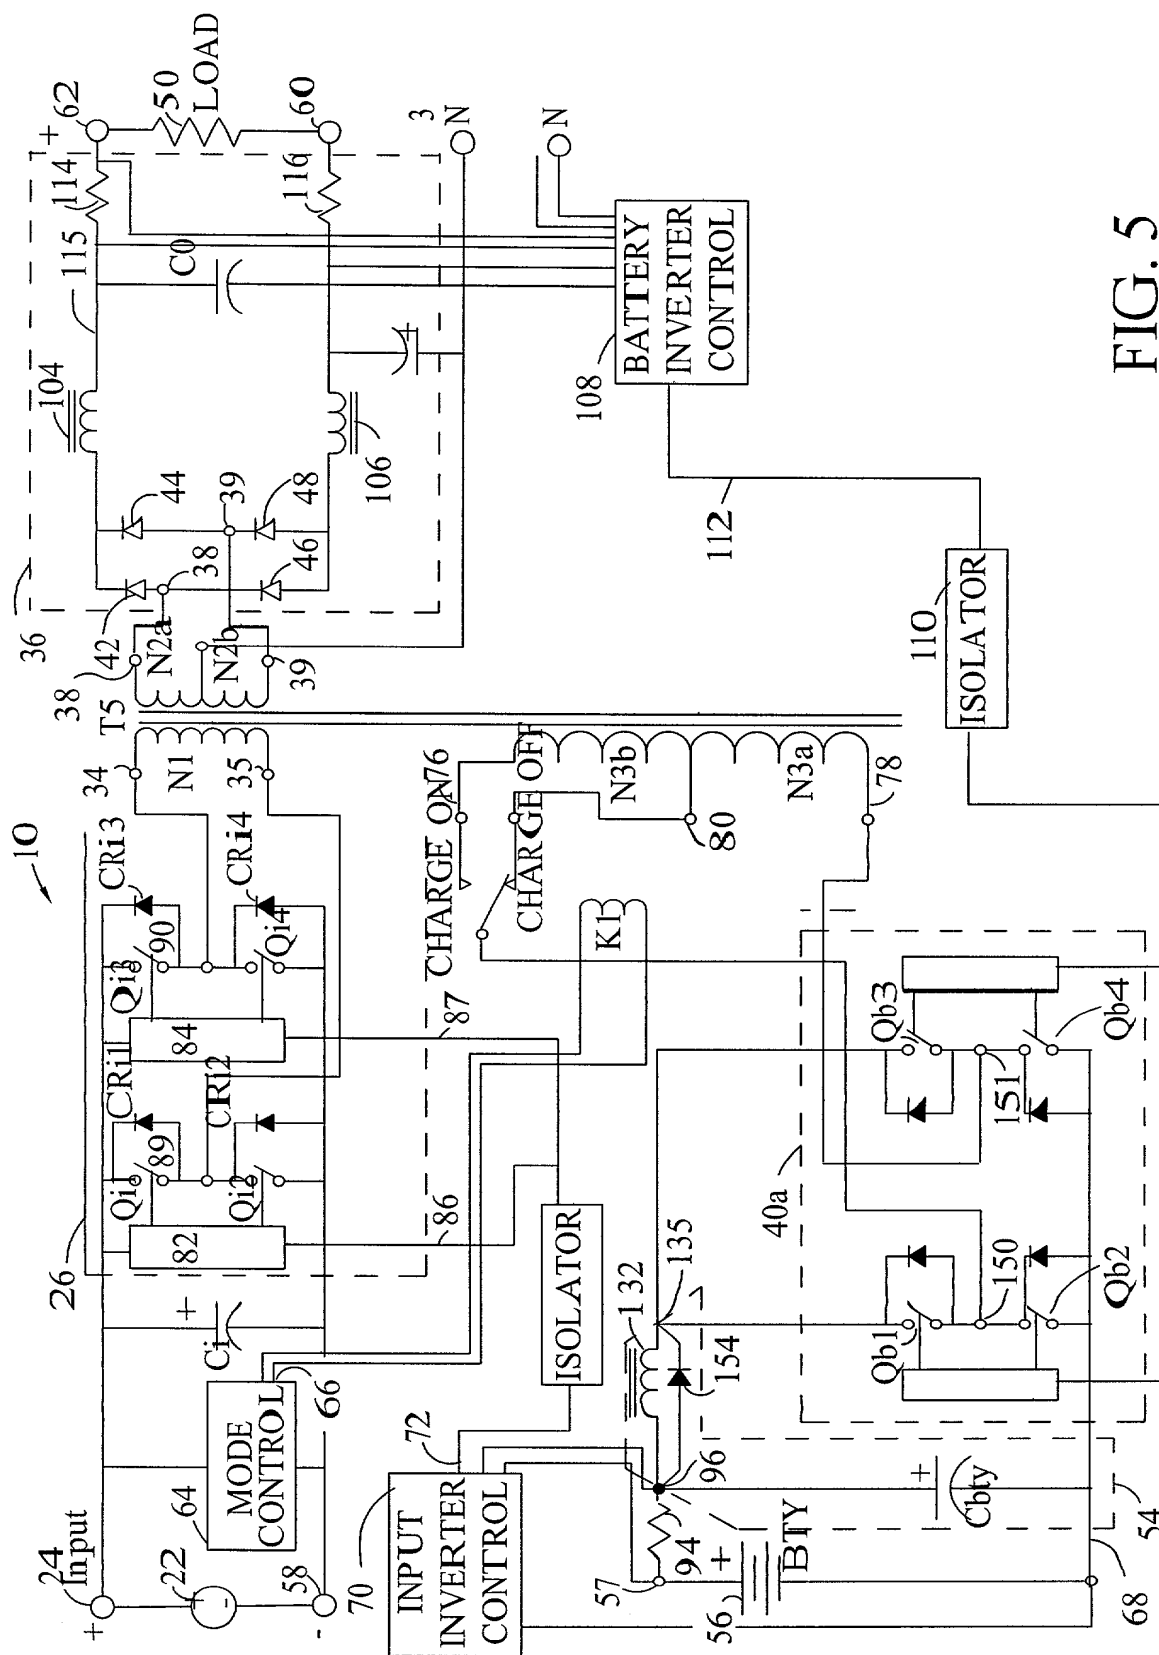 10
24
Input
+
22
58
-
64
MODE
CONTROL
66
Ci
+
26
82
86
Qi1
89
Qi2
CRi1
CRi2
84
87
Qi3
90
Qi4
CRi3
CRi4
34
35
N1
T5
38
42
N2a
N2b
39
36
38
46
44
39
48
104
106
115
C0
+
114
116
+
62
50
LOAD
60
3
N
N
70
INPUT
INVERTER
CONTROL
72
ISOLATOR
K1
CHARGE ON
76
CHARGE OFF
N3b
80
N3a
78
108
BATTERY
INVERTER
CONTROL
112
110
ISOLATOR
57
94
96
132
135
154
56
+
BTY
+
Cbty
54
68
40a
Qb1
150
Qb2
Qb3
151
Qb4
FIG. 5